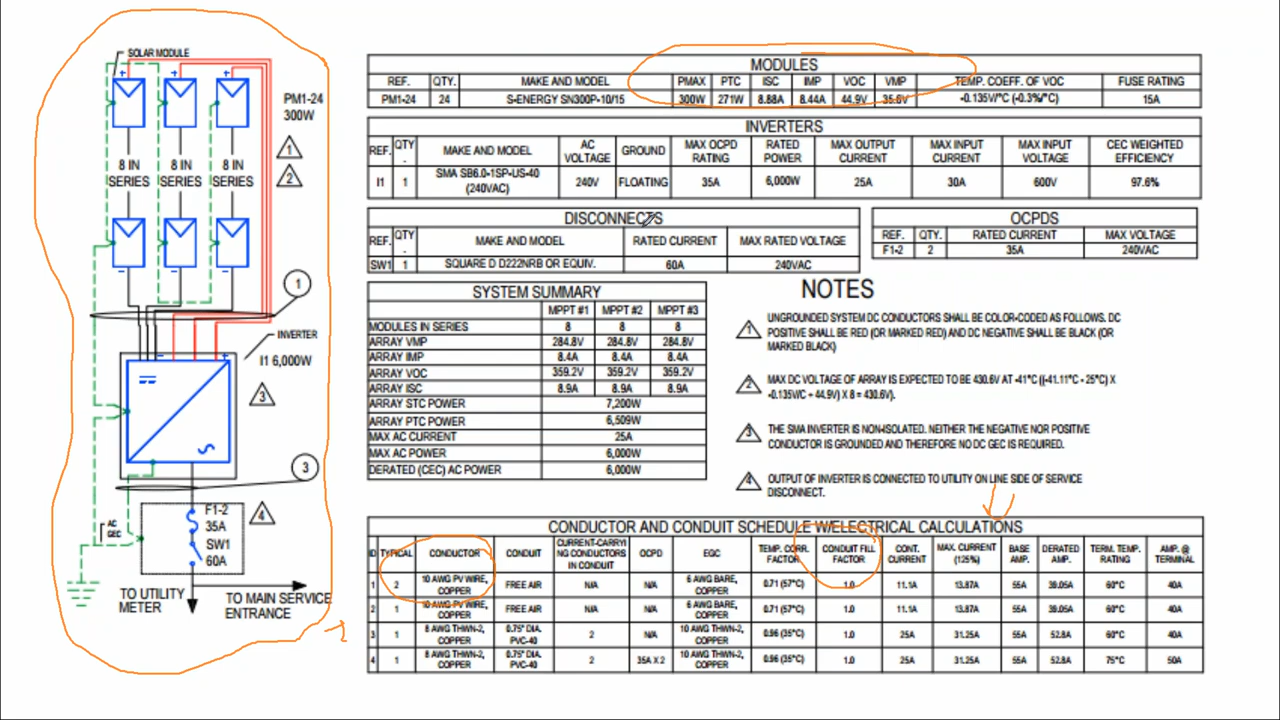 SOLAR MODULE
PM1-24
300W
1
2
8 IN SERIES
8 IN SERIES
8 IN SERIES
1
INVERTER
I1 6,000W
3
3
F1-2
35A
SW1
60A
4
AC GEC
TO UTILITY METER
TO MAIN SERVICE ENTRANCE
MODULES
REF. QTY. MAKE AND MODEL PMAX PTC ISC IMP VOC VMP TEMP. COEFF. OF VOC FUSE RATING
PM1-24 24 S-ENERGY SN300P-10/15 300W 271W 8.88A 8.44A 44.9V 35.6V -0.135V/°C (-0.3%/°C) 15A
INVERTERS
REF. QTY. MAKE AND MODEL AC VOLTAGE GROUND MAX OCPD RATING RATED POWER MAX OUTPUT CURRENT MAX INPUT CURRENT MAX INPUT VOLTAGE CEC WEIGHTED EFFICIENCY
I1 1 SMA SB6.0-1SP-US-40 (240VAC) 240V FLOATING 35A 6,000W 25A 30A 600V 97.6%
DISCONNECTS
REF. QTY. MAKE AND MODEL RATED CURRENT MAX RATED VOLTAGE
SW1 1 SQUARE D D222NRB OR EQUIV. 60A 240VAC
OCPDS
REF. QTY. RATED CURRENT MAX VOLTAGE
F1-2 2 35A 240VAC
SYSTEM SUMMARY
MPPT #1 MPPT #2 MPPT #3
MODULES IN SERIES 8 8 8
ARRAY VMP 284.8V 284.8V 284.8V
ARRAY IMP 8.4A 8.4A 8.4A
ARRAY VOC 359.2V 359.2V 359.2V
ARRAY ISC 8.9A 8.9A 8.9A
ARRAY STC POWER 7,200W
ARRAY PTC POWER 6,509W
MAX AC CURRENT 25A
MAX AC POWER 6,000W
DERATED (CEC) AC POWER 6,000W
NOTES
1 UNGROUNDED SYSTEM DC CONDUCTORS SHALL BE COLOR-CODED AS FOLLOWS. DC
POSITIVE SHALL BE RED (OR MARKED RED) AND DC NEGATIVE SHALL BE BLACK (OR
MARKED BLACK)
2 MAX DC VOLTAGE OF ARRAY IS EXPECTED TO BE 430.6V AT -41°C ((-41.11°C - 25°C) X
-0.135V/C + 44.9V) X 8 = 430.6V).
3 THE SMA INVERTER IS NON-ISOLATED. NEITHER THE NEGATIVE NOR POSITIVE
CONDUCTOR IS GROUNDED AND THEREFORE NO DC GEC IS REQUIRED.
4 OUTPUT OF INVERTER IS CONNECTED TO UTILITY ON LINE SIDE OF SERVICE
DISCONNECT.
CONDUCTOR AND CONDUIT SCHEDULE W/ELECTRICAL CALCULATIONS
ID TYPICAL CONDUCTOR CONDUIT CURRENT-CARRYING CONDUCTORS IN CONDUIT OCPD EGC TEMP. CORR. FACTOR CONDUIT FILL FACTOR CONT. CURRENT MAX. CURRENT (125%) BASE AMP. DERATED AMP. TERM. TEMP. RATING AMP. @ TERMINAL
1 2 10 AWG PV WIRE, COPPER FREE AIR N/A N/A 6 AWG BARE, COPPER 0.71 (57°C) 1.0 11.1A 13.87A 55A 39.05A 60°C 40A
2 1 10 AWG PV WIRE, COPPER FREE AIR N/A N/A 6 AWG BARE, COPPER 0.71 (57°C) 1.0 11.1A 13.87A 55A 39.05A 60°C 40A
3 1 8 AWG THWN-2, COPPER 0.75" DIA. PVC-40 2 N/A 10 AWG THWN-2, COPPER 0.96 (35°C) 1.0 25A 31.25A 55A 52.8A 60°C 40A
4 1 8 AWG THWN-2, COPPER 0.75" DIA. PVC-40 2 35A X 2 10 AWG THWN-2, COPPER 0.96 (35°C) 1.0 25A 31.25A 55A 52.8A 75°C 50A